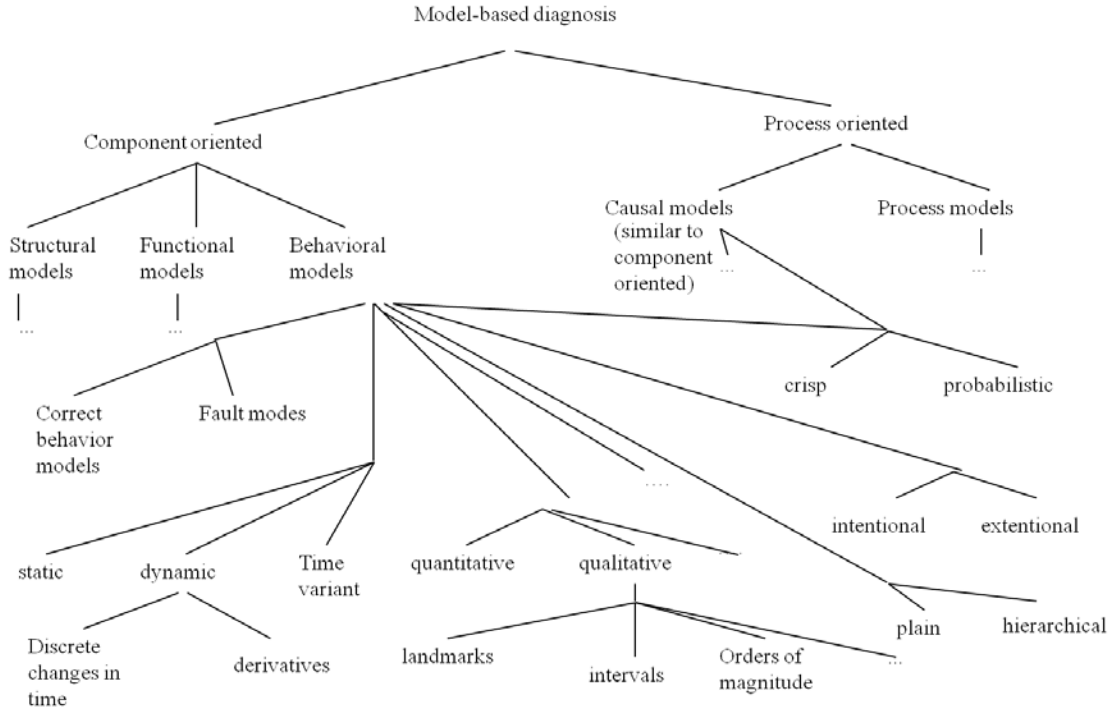 Model-based diagnosis
Component oriented
Process oriented
Structural
models
...
Functional
models
...
Behavioral
models
Causal models
(similar to
component
oriented)
...
Process models
...
crisp
probabilistic
Correct
behavior
models
Fault modes
....
intentional
extentional
static
dynamic
Time
variant
quantitative
qualitative
...
plain
hierarchical
Discrete
changes in
time
derivatives
landmarks
intervals
Orders of
magnitude
...